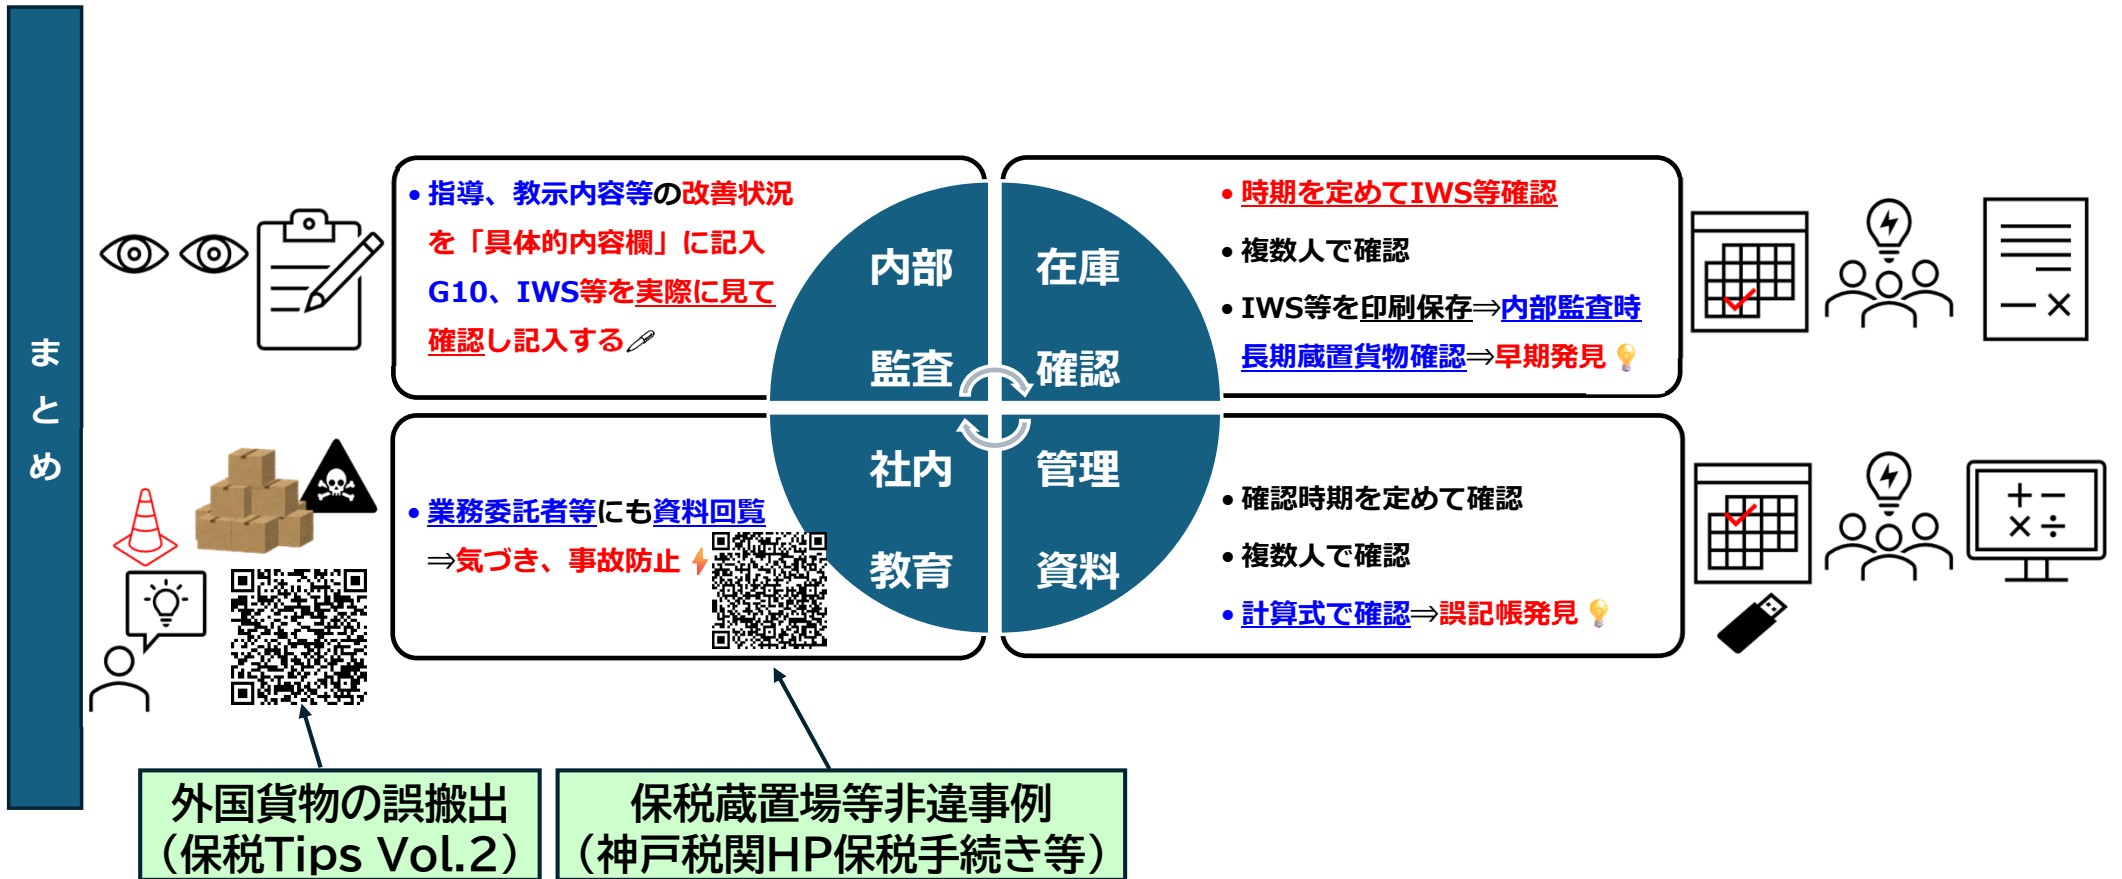 まとめ
• 指導、教示内容等の改善状況
を「具体的内容欄」に記入
G10、IWS等を実際に見て
確認し記入する
内部
監査
• 時期を定めてIWS等確認
• 複数人で確認
• IWS等を印刷保存⇒内部監査時
長期蔵置貨物確認⇒早期発見
在庫
確認
• 業務委託者等にも資料回覧
⇒気づき、事故防止
社内
教育
• 確認時期を定めて確認
• 複数人で確認
• 計算式で確認⇒誤記帳発見
管理
資料
外国貨物の誤搬出
（保税Tips Vol.2）
保税蔵置場等非違事例
（神戸税関HP保税手続き等）